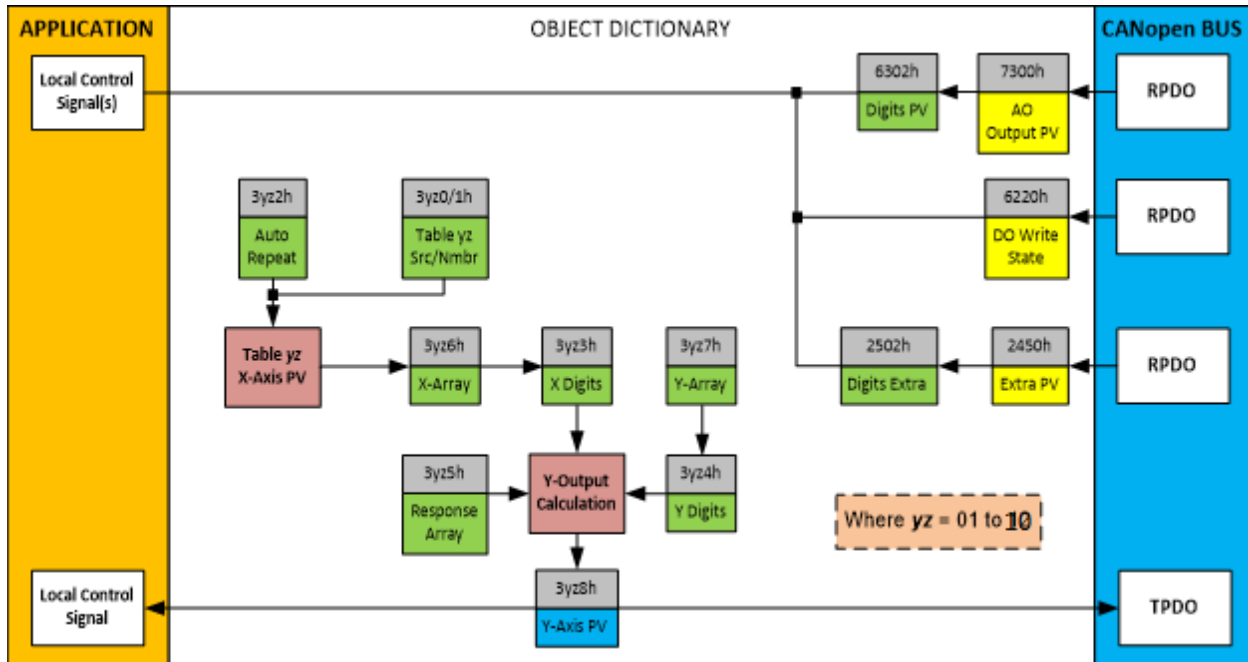 APPLICATION
OBJECT DICTIONARY
CANopen BUS
Local Control
Signal(s)
6302h
Digits PV
7300h
AO
Output PV
RPDO
3yz2h
Auto
Repeat
3yz0/1h
Table yz
Src/Nmbr
6220h
DO Write
State
RPDO
Table yz
X-Axis PV
3yz6h
X-Array
3yz3h
X Digits
3yz7h
Y-Array
2502h
Digits Extra
2450h
Extra PV
RPDO
3yz5h
Response
Array
Y-Output
Calculation
3yz4h
Y Digits
Where yz = 01 to 10
Local Control
Signal
3yz8h
Y-Axis PV
TPDO